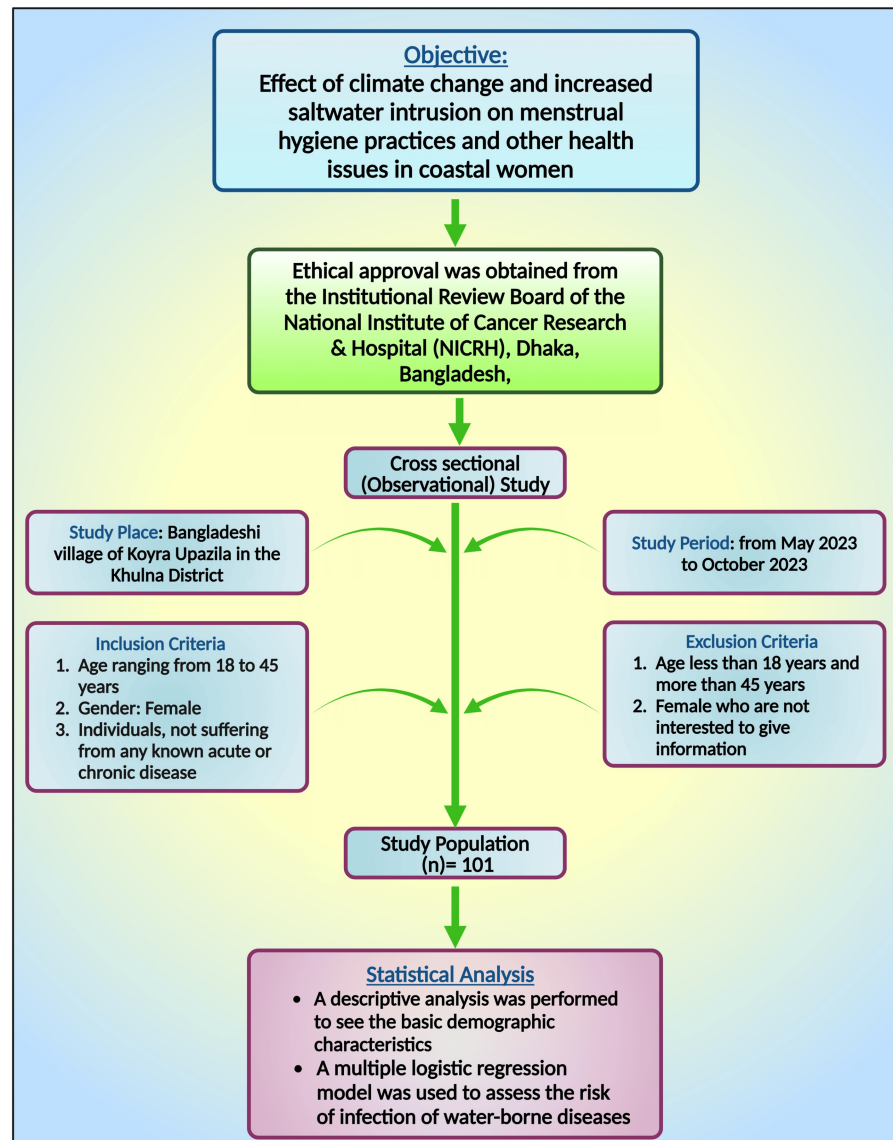 Objective:
Effect of climate change and increased
saltwater intrusion on menstrual
hygiene practices and other health
issues in coastal women
Ethical approval was obtained from
the Institutional Review Board of the
National Institute of Cancer Research
& Hospital (NICRH), Dhaka,
Bangladesh,
Cross sectional
(Observational) Study
Study Place: Bangladeshi
village of Koyra Upazila in the
Khulna District
Study Period: from May 2023
to October 2023
Inclusion Criteria
1. Age ranging from 18 to 45
years
2. Gender: Female
3. Individuals, not suffering
from any known acute or
chronic disease
Exclusion Criteria
1. Age less than 18 years and
more than 45 years
2. Female who are not
interested to give
information
Study Population
(n)= 101
Statistical Analysis
• A descriptive analysis was performed
to see the basic demographic
characteristics
• A multiple logistic regression
model was used to assess the risk
of infection of water-borne diseases